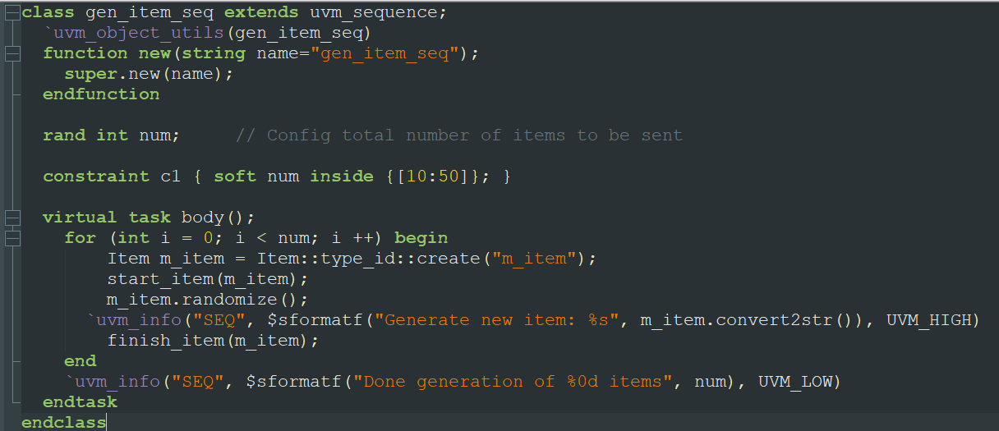 class gen_item_seq extends uvm_sequence;
  `uvm_object_utils(gen_item_seq)
  function new(string name="gen_item_seq");
    super.new(name);
  endfunction

  rand int num;     // Config total number of items to be sent

  constraint c1 { soft num inside {[10:50]}; }

  virtual task body();
    for (int i = 0; i < num; i ++) begin
        Item m_item = Item::type_id::create("m_item");
        start_item(m_item);
        m_item.randomize();
      `uvm_info("SEQ", $sformatf("Generate new item: %s", m_item.convert2str()), UVM_HIGH)
        finish_item(m_item);
    end
    `uvm_info("SEQ", $sformatf("Done generation of %0d items", num), UVM_LOW)
  endtask
endclass